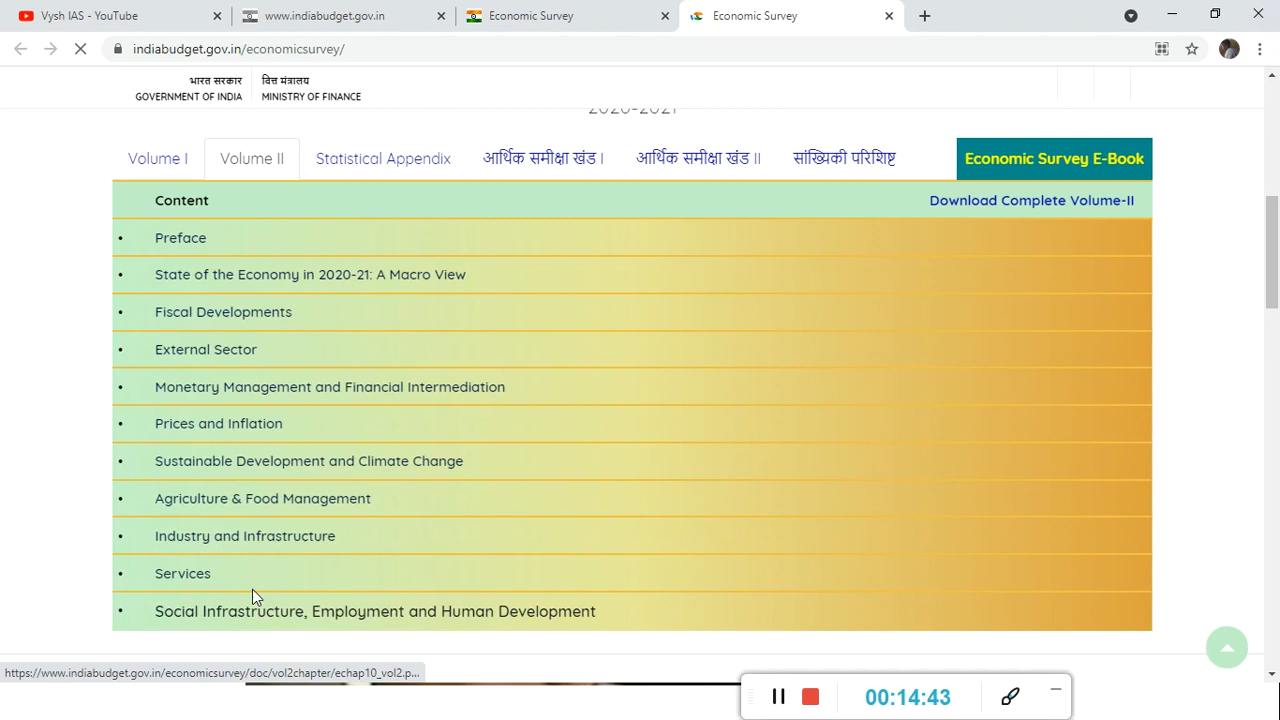 Vysh IAS - YouTube
www.indiabudget.gov.in
Economic Survey
Economic Survey
indiabudget.gov.in/economicsurvey/
भारत सरकार
GOVERNMENT OF INDIA
वित्त मंत्रालय
MINISTRY OF FINANCE
2020-2021
Volume I
Volume II
Statistical Appendix
आर्थिक समीक्षा खंड I
आर्थिक समीक्षा खंड II
सांख्यिकी परिशिष्ट
Economic Survey E-Book
Content
Download Complete Volume-II
• Preface
• State of the Economy in 2020-21: A Macro View
• Fiscal Developments
• External Sector
• Monetary Management and Financial Intermediation
• Prices and Inflation
• Sustainable Development and Climate Change
• Agriculture & Food Management
• Industry and Infrastructure
• Services
• Social Infrastructure, Employment and Human Development
https://www.indiabudget.gov.in/economicsurvey/doc/vol2chapter/echap10_vol2.p...
00:14:43